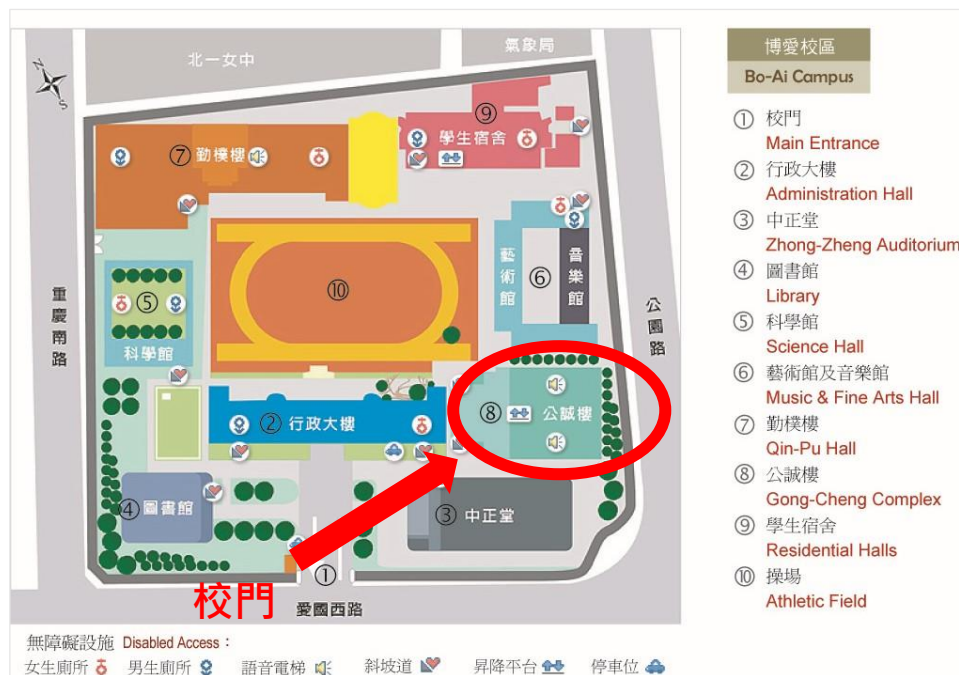 北一女中
氣象局
N
S
⑨
學生宿舍
⑦ 勤樸樓
重慶南路
公園路
⑩
藝術館
⑥
音樂館
⑤
科學館
② 行政大樓
⑧ 公誠樓
④ 圖書館
③ 中正堂
①
校門
愛國西路
博愛校區
Bo-Ai Campus
① 校門
Main Entrance
② 行政大樓
Administration Hall
③ 中正堂
Zhong-Zheng Auditorium
④ 圖書館
Library
⑤ 科學館
Science Hall
⑥ 藝術館及音樂館
Music & Fine Arts Hall
⑦ 勤樸樓
Qin-Pu Hall
⑧ 公誠樓
Gong-Cheng Complex
⑨ 學生宿舍
Residential Halls
⑩ 操場
Athletic Field
無障礙設施 Disabled Access：
女生廁所 男生廁所 語音電梯 斜坡道 昇降平台 停車位